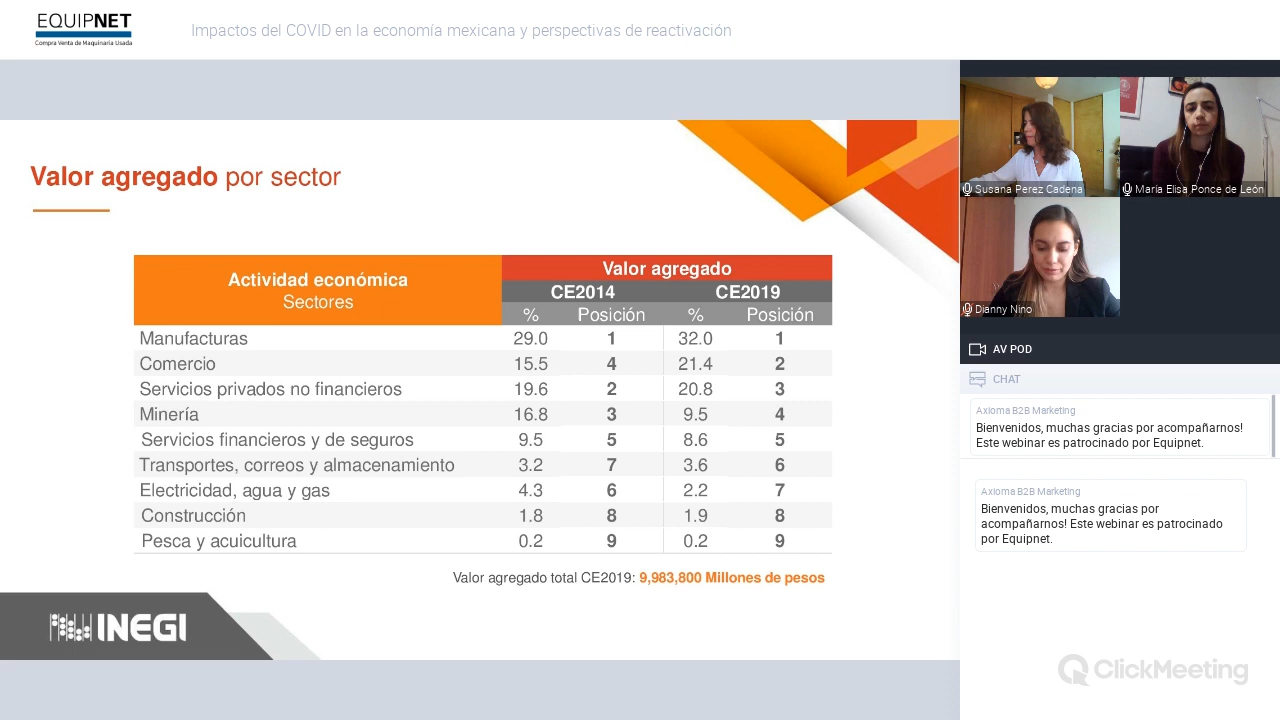 EQUIPNET
Compra Venta de Maquinaria Usada
Impactos del COVID en la economía mexicana y perspectivas de reactivación
Valor agregado por sector
Actividad económica
Sectores
Valor agregado
CE2014 CE2019
% Posición % Posición
Manufacturas 29.0 1 32.0 1
Comercio 15.5 4 21.4 2
Servicios privados no financieros 19.6 2 20.8 3
Minería 16.8 3 9.5 4
Servicios financieros y de seguros 9.5 5 8.6 5
Transportes, correos y almacenamiento 3.2 7 3.6 6
Electricidad, agua y gas 4.3 6 2.2 7
Construcción 1.8 8 1.9 8
Pesca y acuicultura 0.2 9 0.2 9
Valor agregado total CE2019: 9,983,800 Millones de pesos
INEGI
Susana Perez Cadena
Maria Elisa Ponce de León
Dianny Nino
AV POD
CHAT
Axioma B2B Marketing
Bienvenidos, muchas gracias por acompañarnos!
Este webinar es patrocinado por Equipnet.
Axioma B2B Marketing
Bienvenidos, muchas gracias por
acompañarnos! Este webinar es patrocinado
por Equipnet.
ClickMeeting